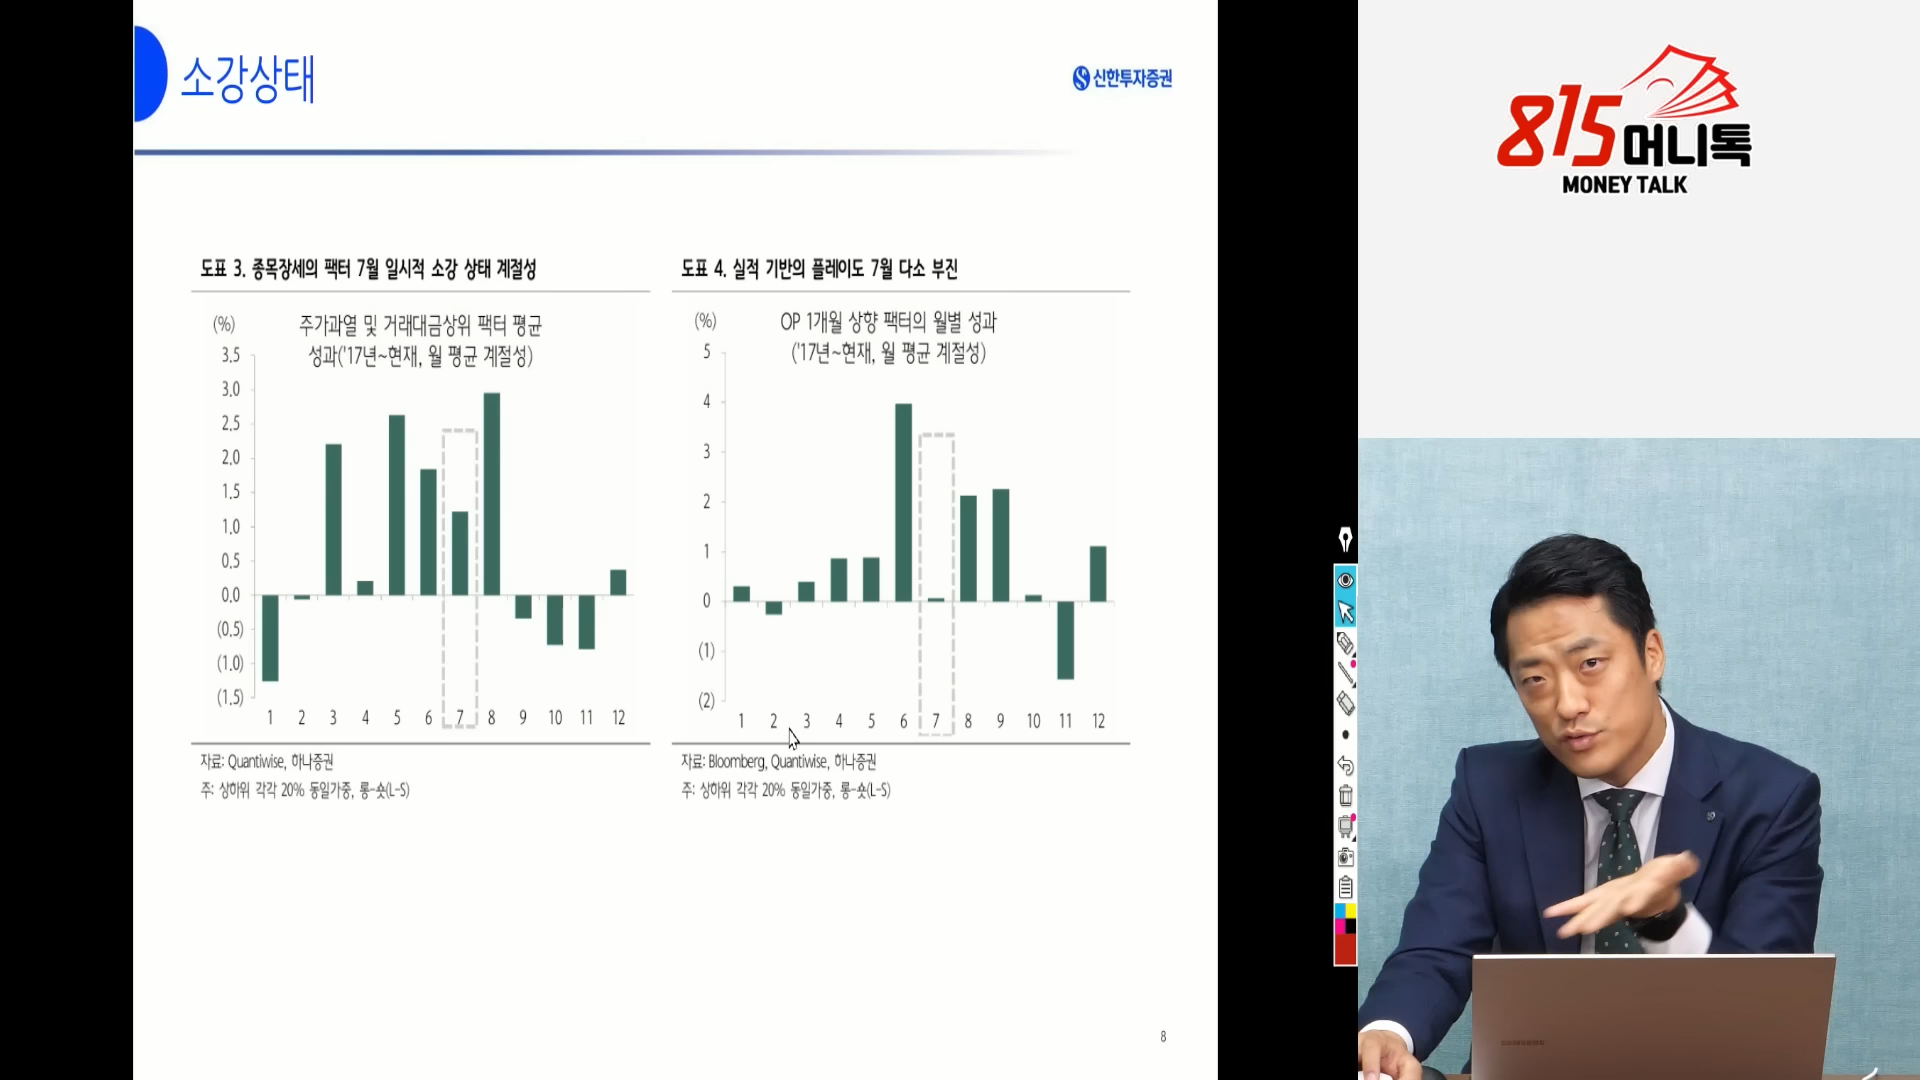 소강상태
신한투자증권
815머니톡
MONEY TALK
도표 3. 종목장세의 팩터 7월 일시적 소강 상태 계절성
(%)
주가과열 및 거래대금상위 팩터 평균
성과('17년~현재, 월 평균 계절성)
3.5
3.0
2.5
2.0
1.5
1.0
0.5
0.0
(0.5)
(1.0)
(1.5)
1 2 3 4 5 6 7 8 9 10 11 12
자료: Quantiwise, 하나증권
주: 상하위 각각 20% 동일가중, 롱-숏(L-S)
도표 4. 실적 기반의 플레이도 7월 다소 부진
(%)
OP 1개월 상향 팩터의 월별 성과
('17년~현재, 월 평균 계절성)
5
4
3
2
1
0
(1)
(2)
1 2 3 4 5 6 7 8 9 10 11 12
자료: Bloomberg, Quantiwise, 하나증권
주: 상하위 각각 20% 동일가중, 롱-숏(L-S)
8